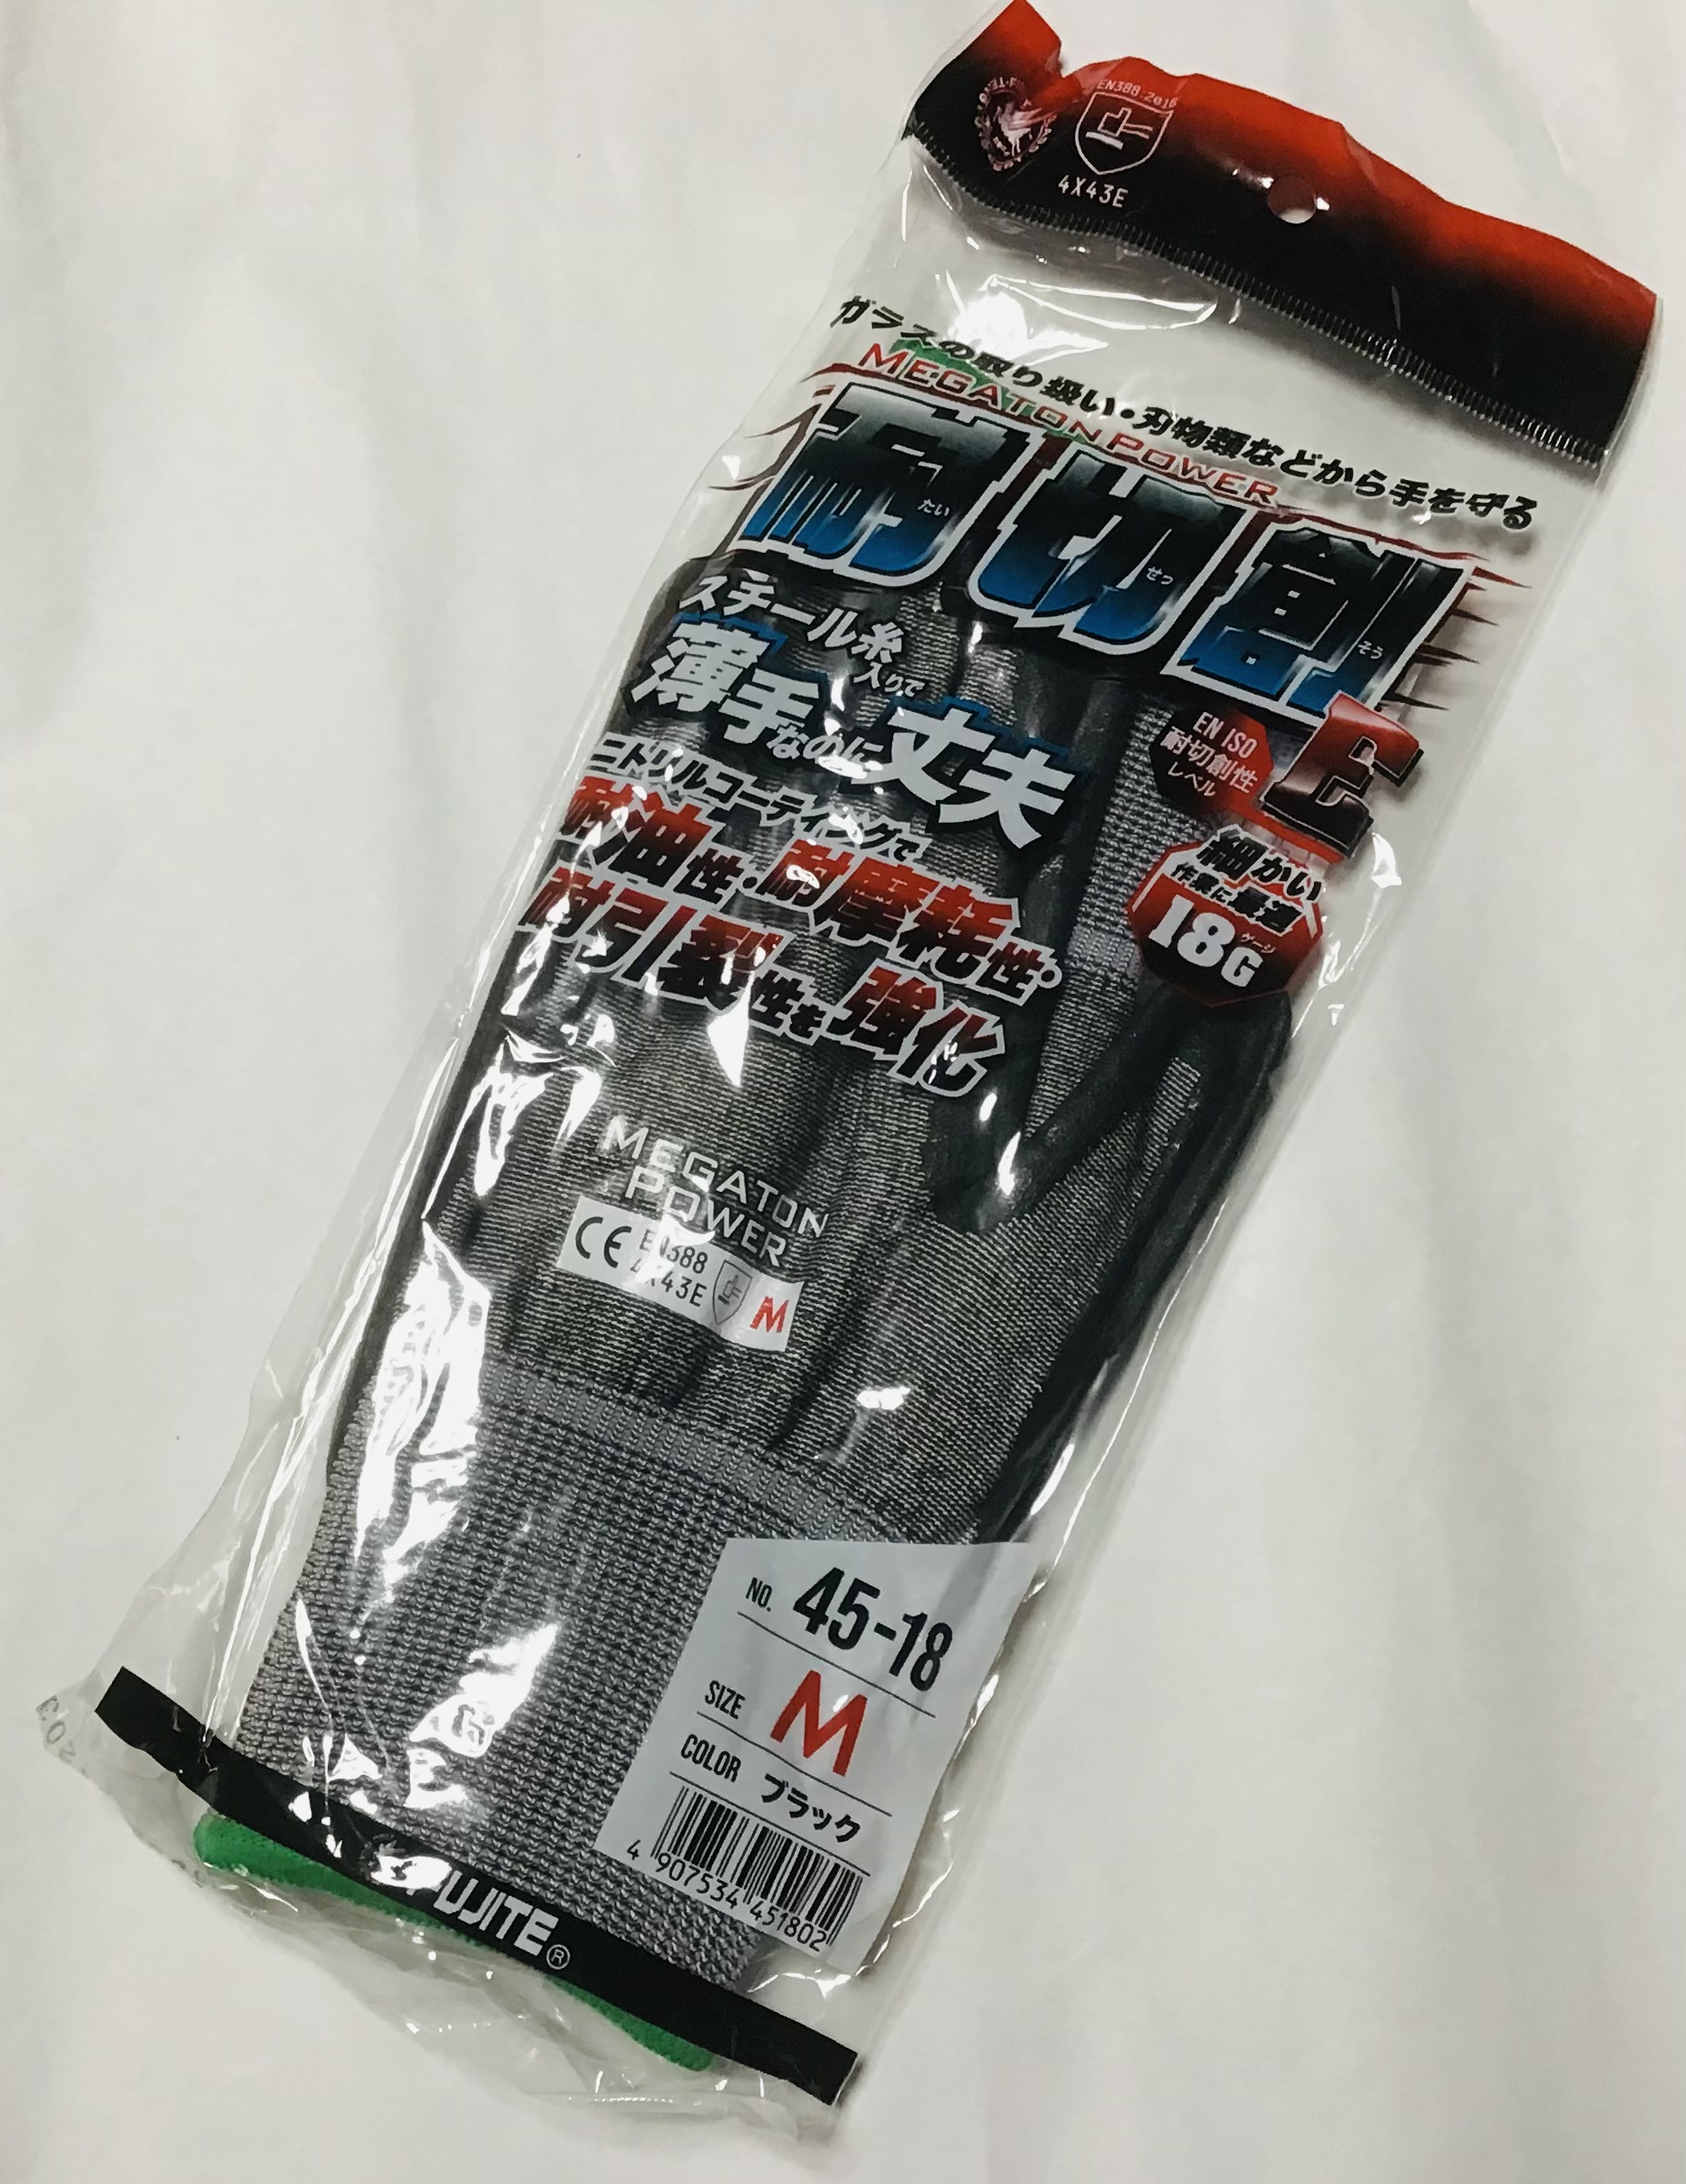 EN388:2016
4X43E
ガラスの取り扱い・刃物類などから手を守る
MEGATON POWER
耐切創
たい せっ そう
スチール糸入りで
薄手なのに丈夫
EN ISO
耐切創性
レベル
E
ニトリルコーティングで
耐油性・耐摩耗性・
耐引裂性を強化
細かい
作業に最適
18G
ゲージ
MEGATON
POWER
CE EN388
4X43E M
NO. 45-18
SIZE M
COLOR ブラック
4 907534 451802
FUJITE®